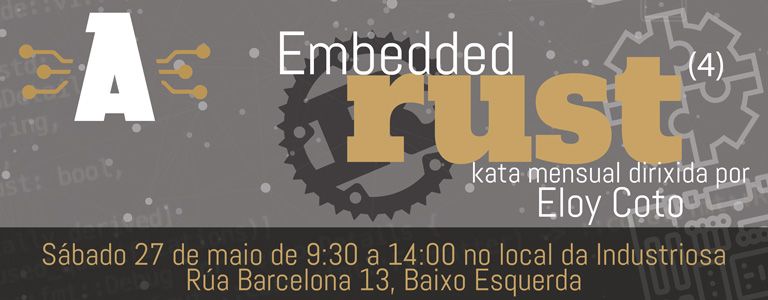 A
Embedded
rust (4)
kata mensual dirixida por
Eloy Coto
Sábado 27 de maio de 9:30 a 14:00 no local da Industriosa
Rúa Barcelona 13, Baixo Esquerda